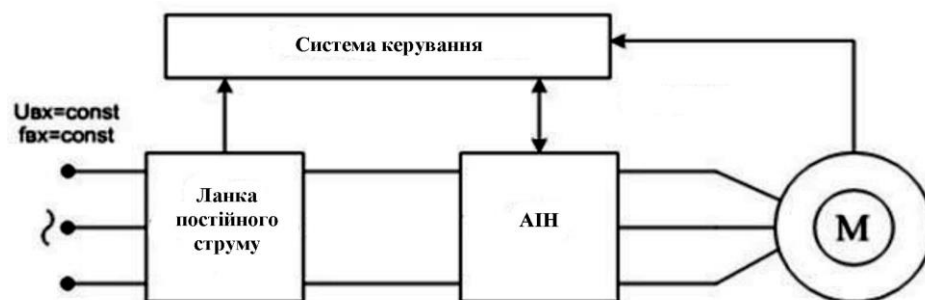 Система керування
Uвх=const
fвх=const
Ланка
постійного
струму
АІН
М